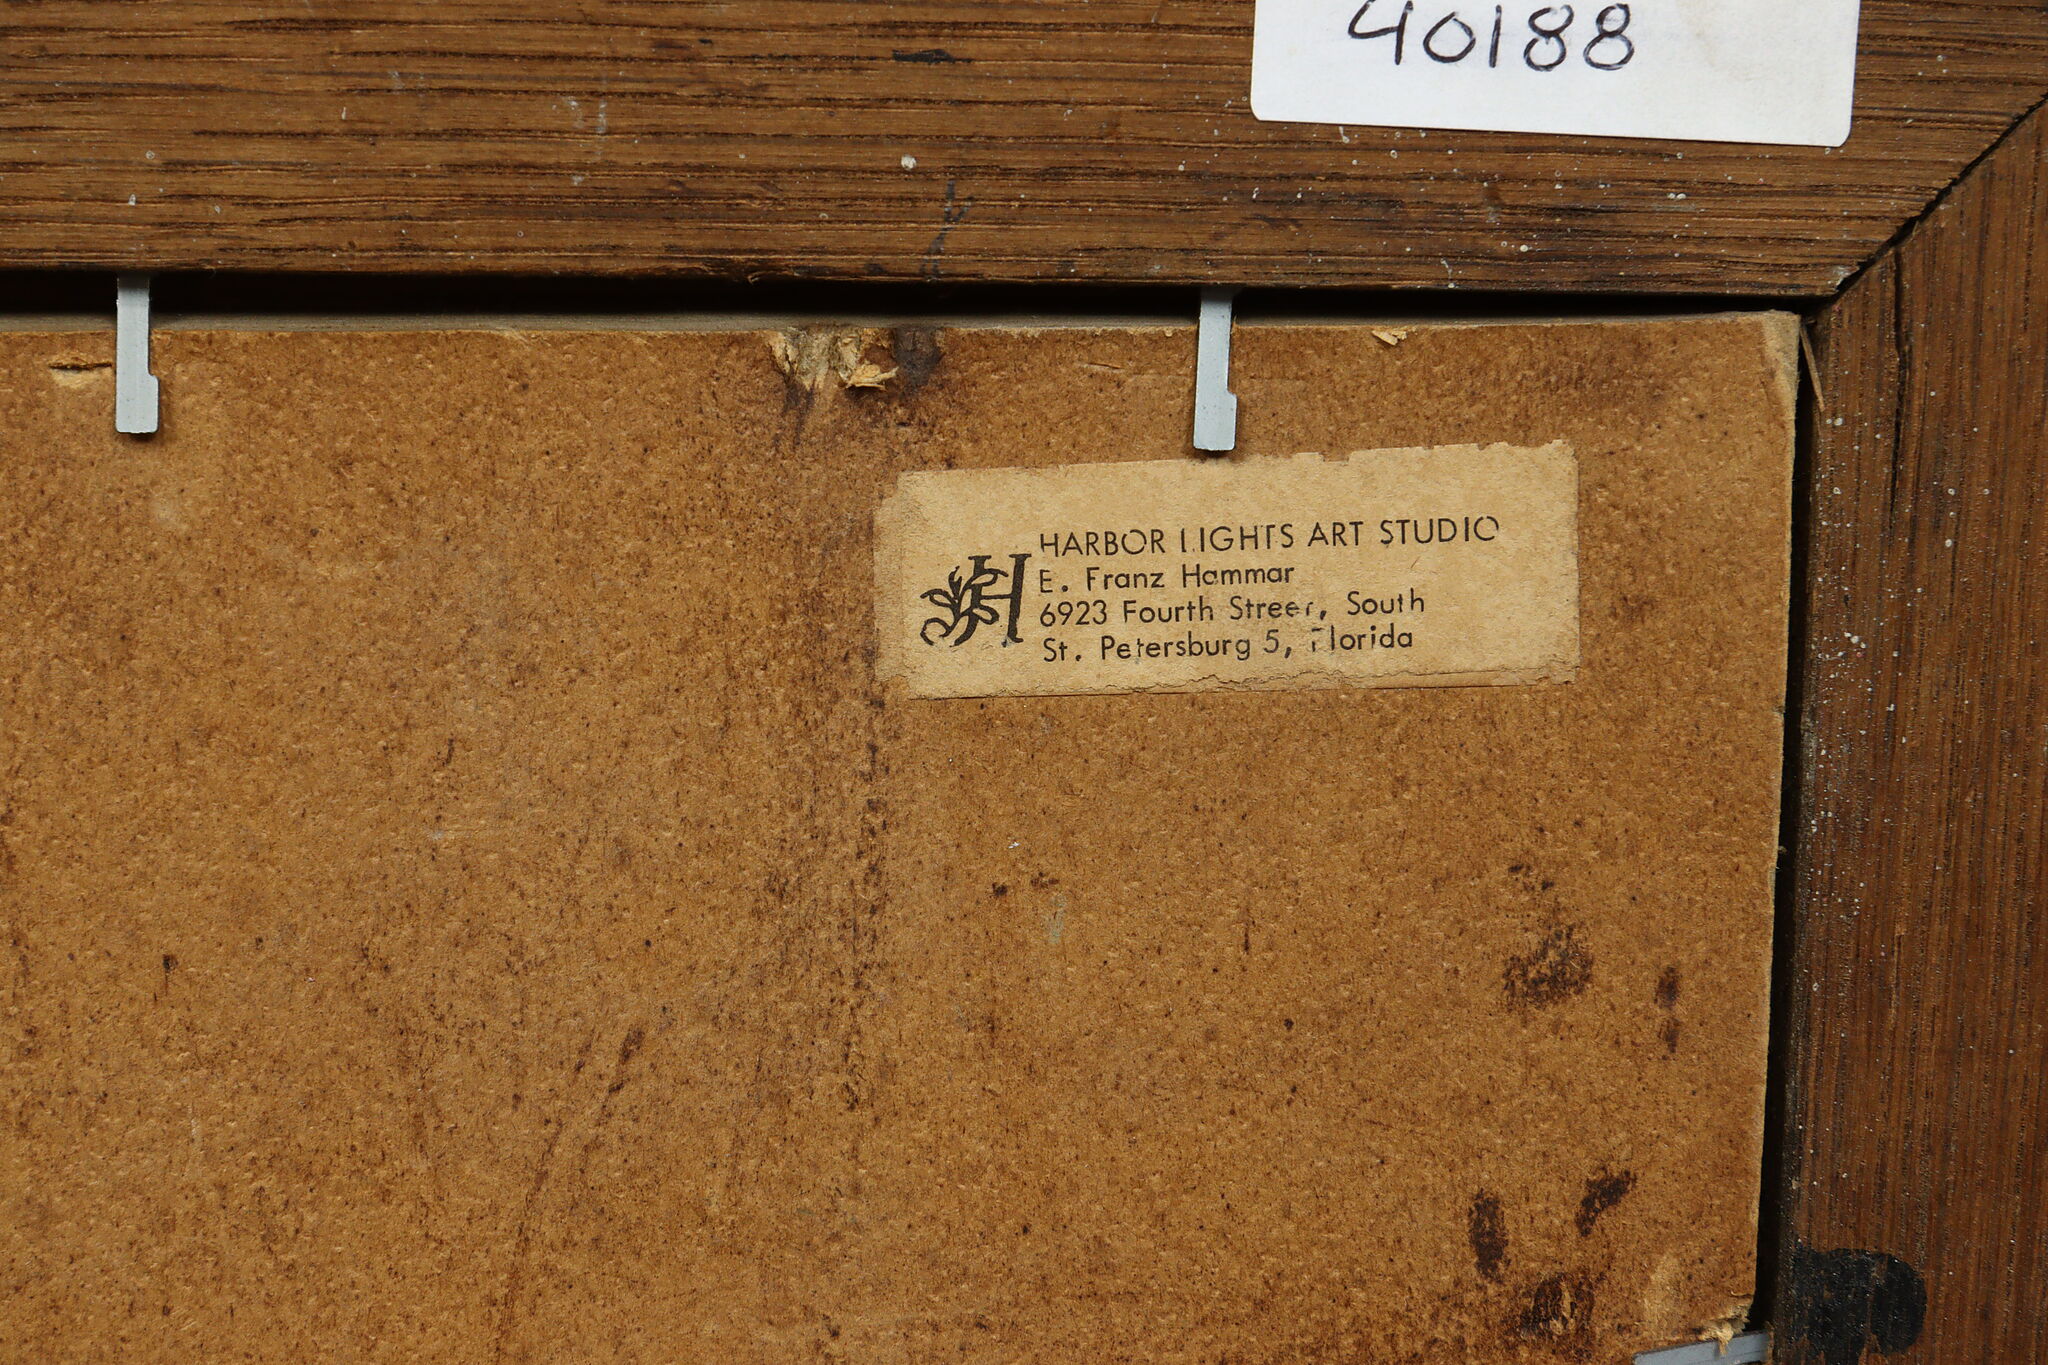 40188
HARBOR LIGHTS ART STUDIO
E. Franz Hammar
6923 Fourth Street, South
St. Petersburg 5, Florida